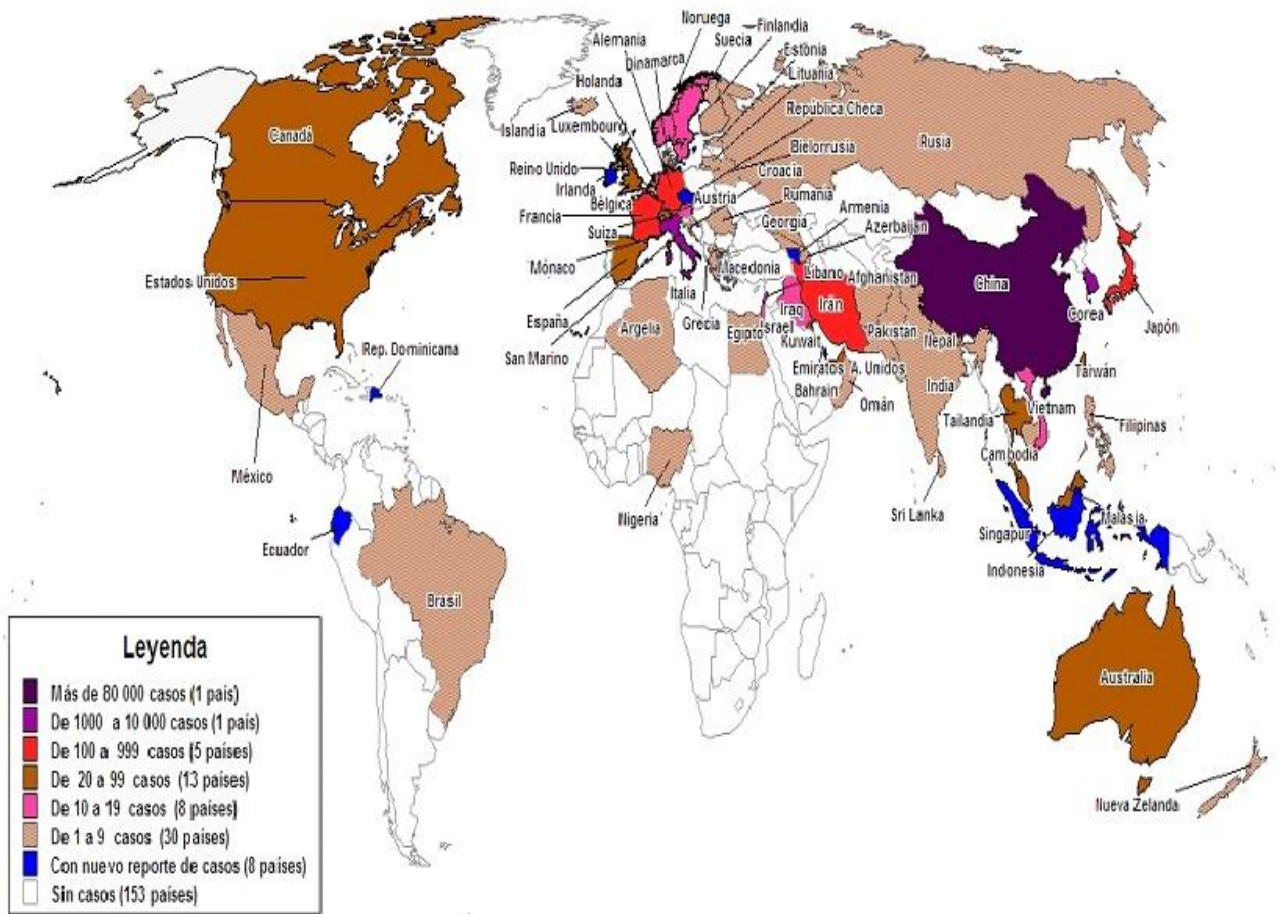 Noruega
Finlandia
Alemania
Suecia
Dinamarca
Estonia
Holanda
Lituania
República Checa
Islandia
Luxembourg
Bielorrusia
Rusia
Canadá
Reino Unido
Irlanda
Croacia
Bélgica
Austria
Rumania
Armenia
Francia
Georgia
Azerbaiján
Suiza
Mónaco
Macedonia
Líbano
Afghanistan
China
Estados Unidos
Italia
Irán
Iraq
Corea
España
Grecia
Argelia
Egipto
Israel
Japón
Kuwait
Pakistan
Nepal
San Marino
Rep. Dominicana
Emiratos A. Unidos
Taiwán
Bahrain
Omán
India
Vietnam
Tailandia
Filipinas
Cambodia
México
Nigeria
Sri Lanka
Malasia
Singapur
Ecuador
Indonesia
Brasil
Australia
Nueva Zelanda
Leyenda
Más de 80 000 casos (1 país)
De 1000 a 10 000 casos (1 país)
De 100 a 999 casos (5 países)
De 20 a 99 casos (13 países)
De 10 a 19 casos (8 países)
De 1 a 9 casos (30 países)
Con nuevo reporte de casos (8 países)
Sin casos (153 países)